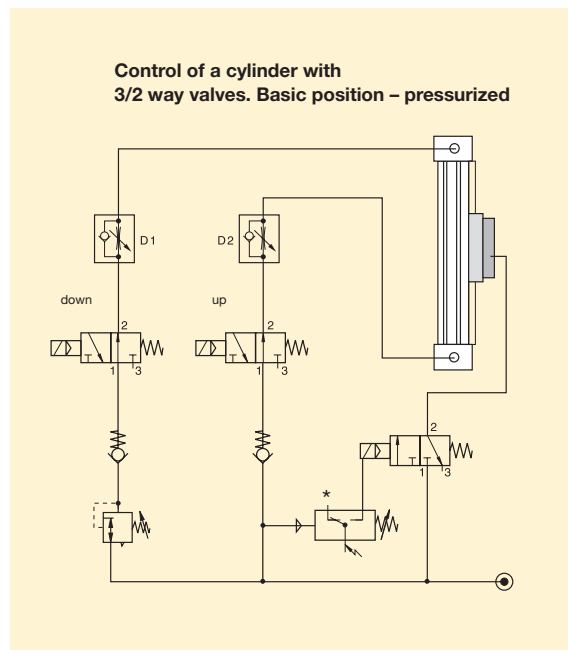 Control of a cylinder with
3/2 way valves. Basic position – pressurized
D1
D2
down
up
2
2
1 3
1 3
2
1 3
*